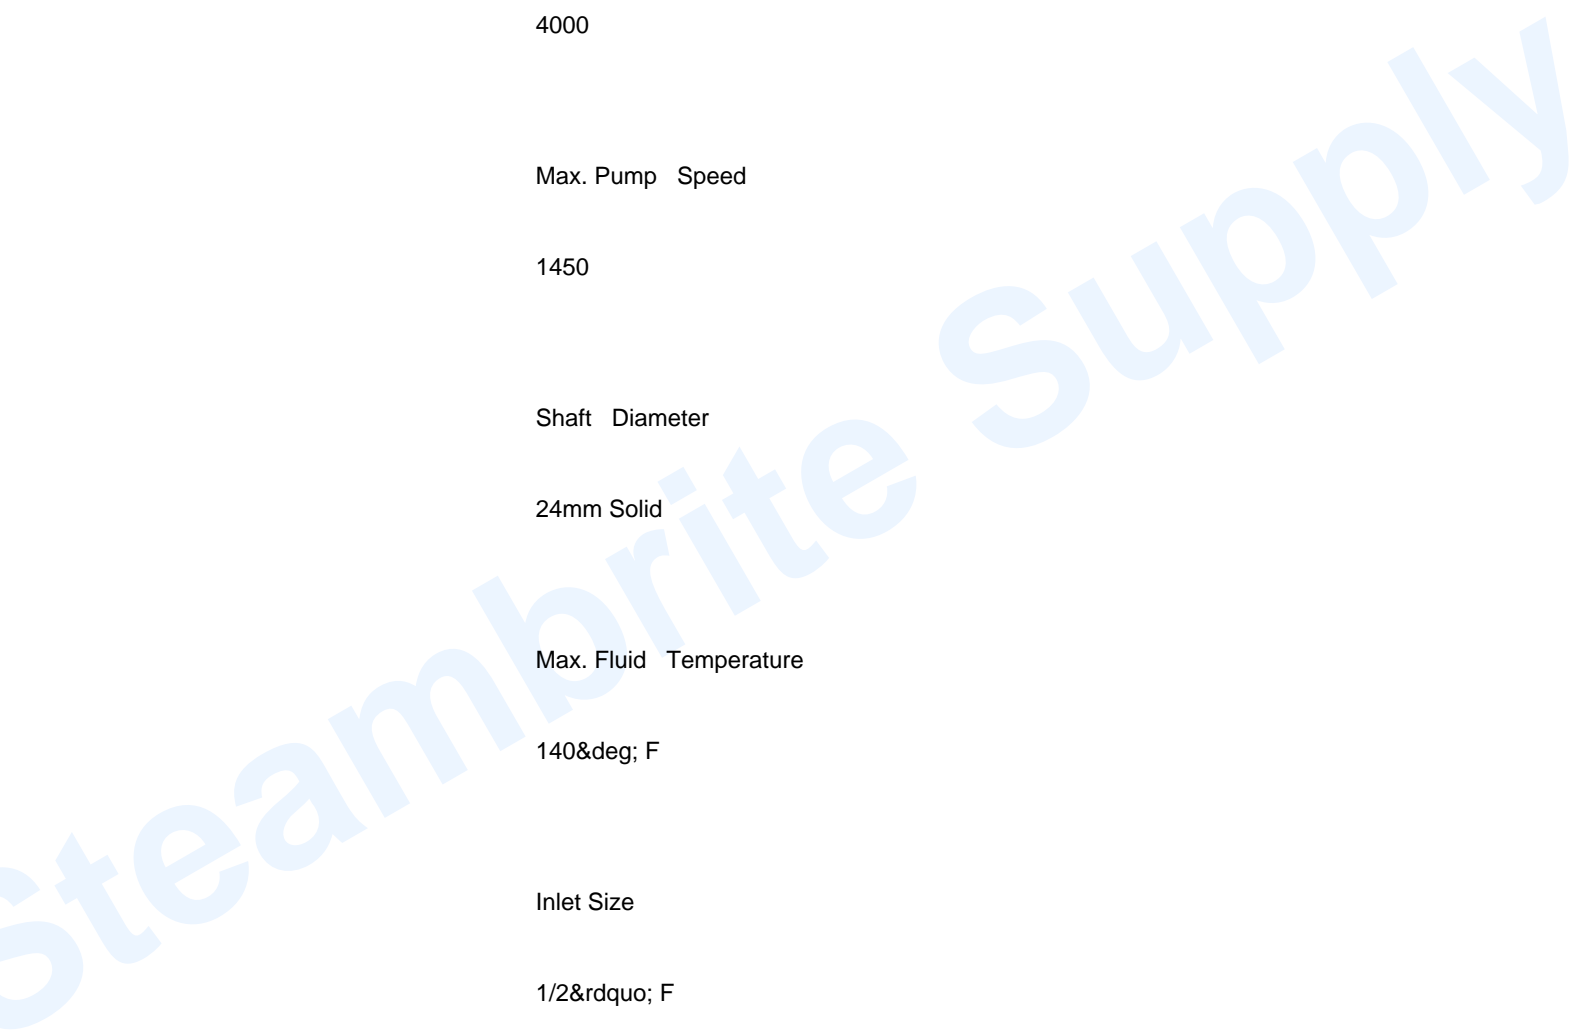 4000
Max. Pump Speed
1450
Shaft Diameter
24mm Solid
Max. Fluid Temperature
140&deg; F
Inlet Size
1/2&rdquo; F
Steambrite Supply